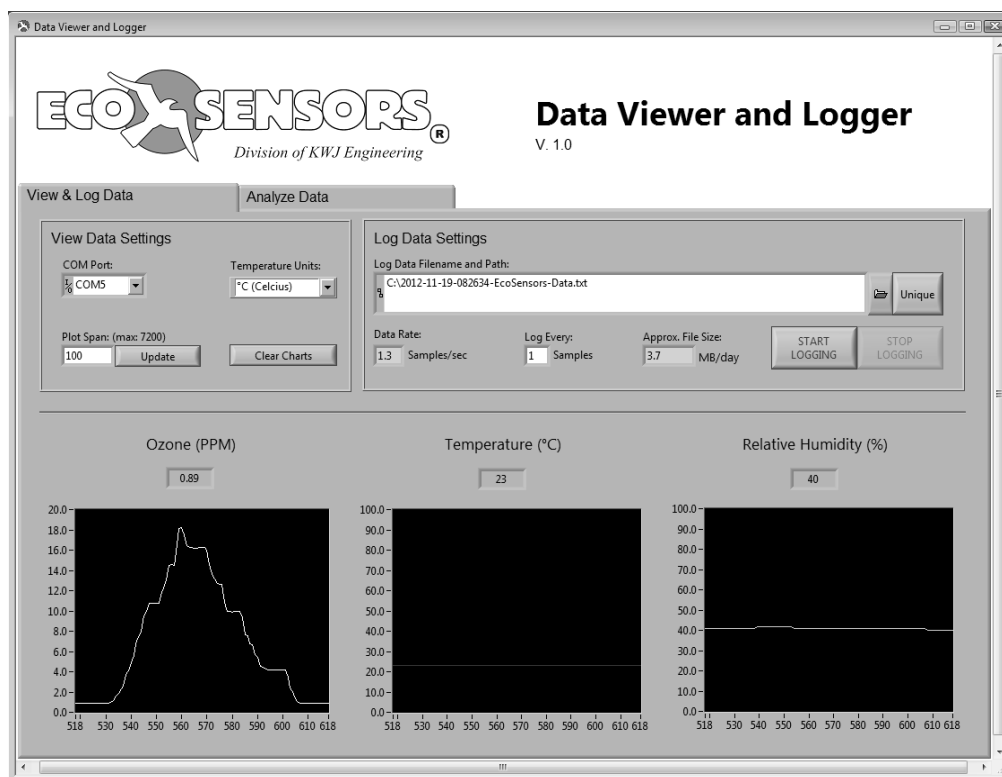 Data Viewer and Logger
ECO SENSORS®
Division of KWJ Engineering
Data Viewer and Logger
V. 1.0
View & Log Data
Analyze Data
View Data Settings
COM Port:
COM5
Temperature Units:
°C (Celcius)
Plot Span: (max: 7200)
100
Update
Clear Charts
Log Data Settings
Log Data Filename and Path:
C:\2012-11-19-082634-EcoSensors-Data.txt
Unique
Data Rate:
1.3 Samples/sec
Log Every:
1 Samples
Approx. File Size:
3.7 MB/day
START
LOGGING
STOP
LOGGING
Ozone (PPM)
0.89
20.0
18.0
16.0
14.0
12.0
10.0
8.0
6.0
4.0
2.0
0.0
518 530 540 550 560 570 580 590 600 610 618
Temperature (°C)
23
100.0
90.0
80.0
70.0
60.0
50.0
40.0
30.0
20.0
10.0
0.0
518 530 540 550 560 570 580 590 600 610 618
Relative Humidity (%)
40
100.0
90.0
80.0
70.0
60.0
50.0
40.0
30.0
20.0
10.0
0.0
518 530 540 550 560 570 580 590 600 610 618